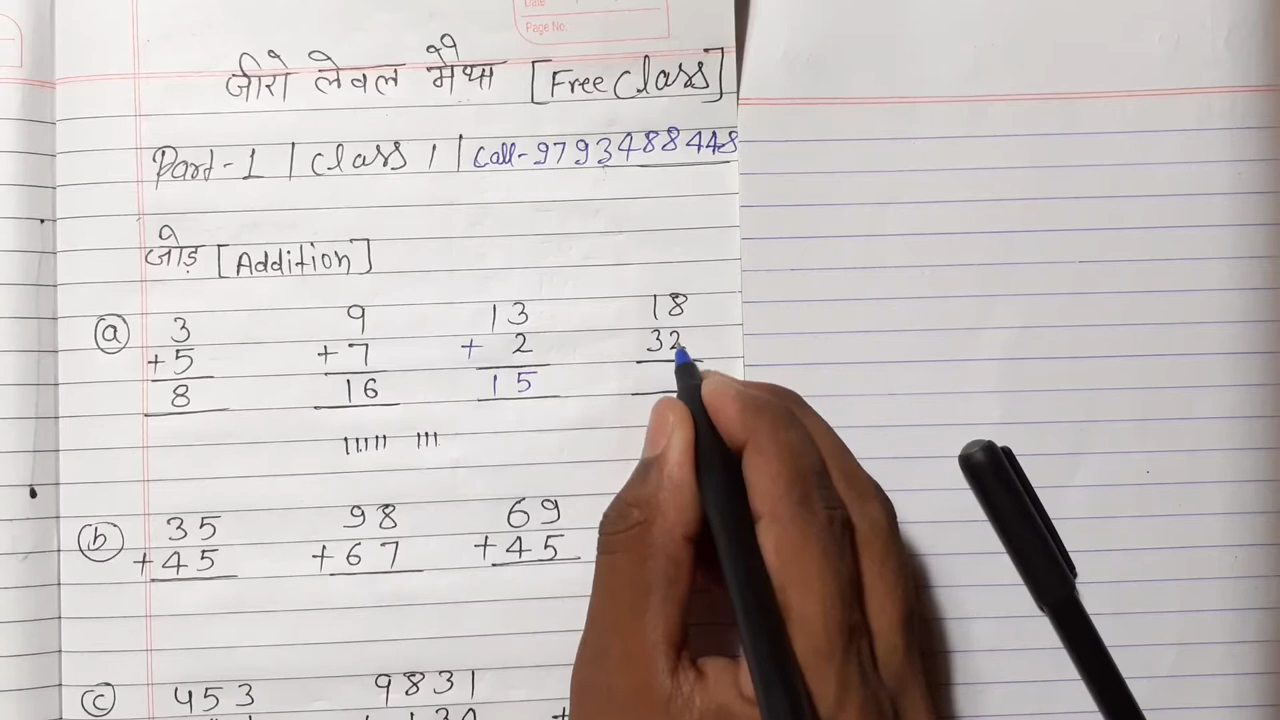 Date
Page No.
जीरो लेवल मैथा [Free Class]
Part-1 | Class 1 | Call-9793488448
जोड़ [Addition]
(a) 3 9 13 18
+5 +7 + 2 32
8 16 15
(b) 35 98 69
+45 +67 +45
(c) 453 9831